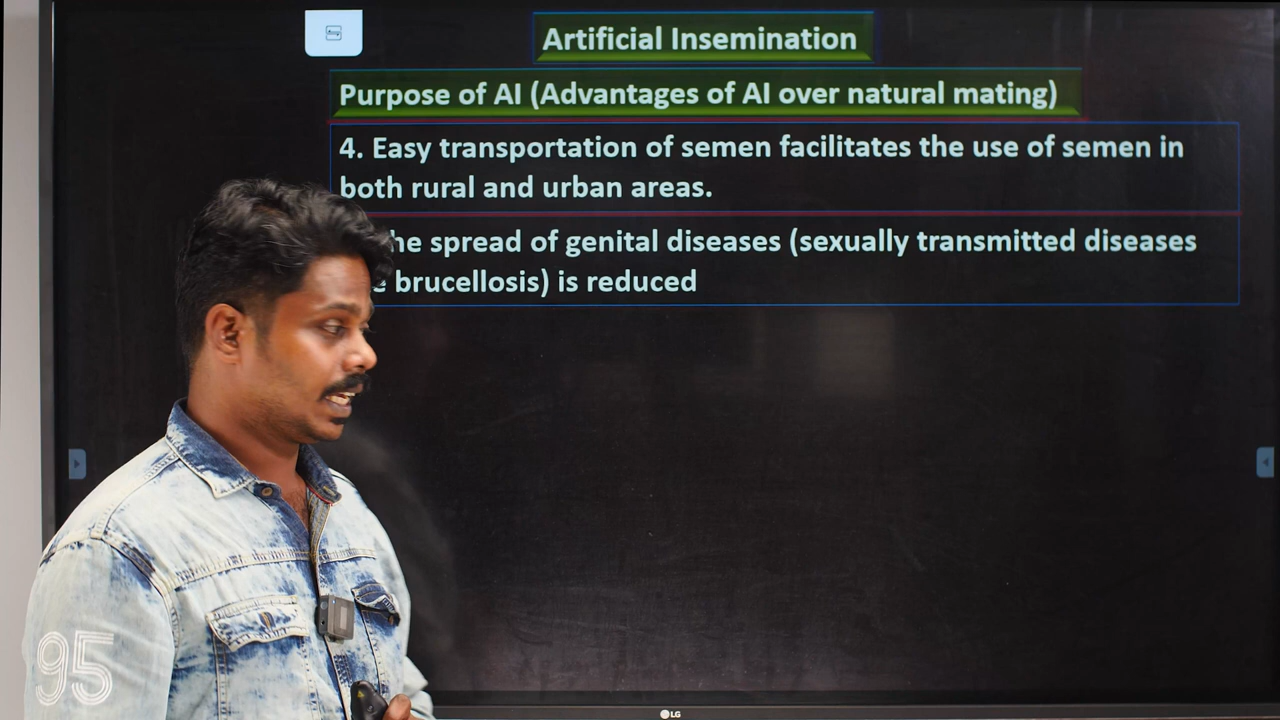 Artificial Insemination
Purpose of AI (Advantages of AI over natural mating)
4. Easy transportation of semen facilitates the use of semen in
both rural and urban areas.
he spread of genital diseases (sexually transmitted diseases
e brucellosis) is reduced
95
LG